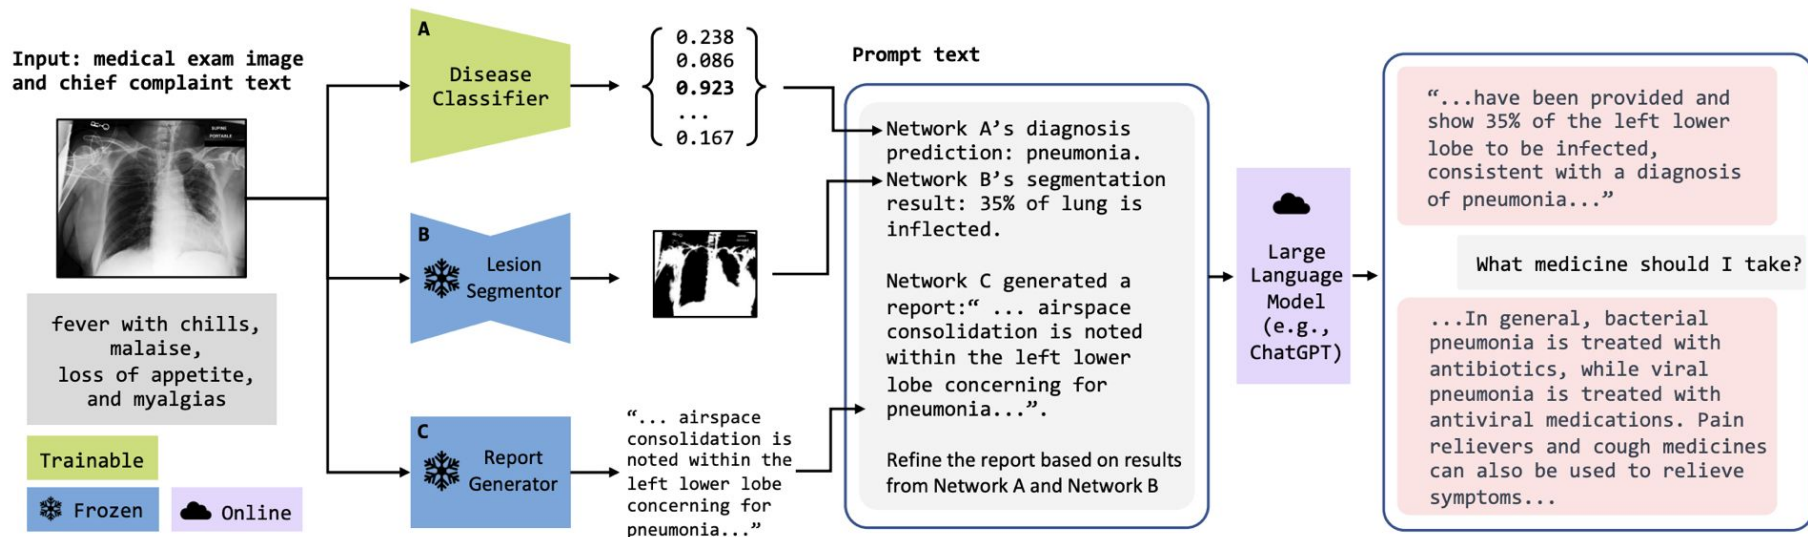 Input: medical exam image
and chief complaint text
SUPINE
PORTABLE
fever with chills,
malaise,
loss of appetite,
and myalgias
Trainable
Frozen
Online
A
Disease
Classifier
B
Lesion
Segmentor
C
Report
Generator
0.238
0.086
0.923
...
0.167
“... airspace
consolidation is
noted within the
left lower lobe
concerning for
pneumonia...”
Prompt text
Network A’s diagnosis
prediction: pneumonia.
Network B’s segmentation
result: 35% of lung is
inflected.
Network C generated a
report:“ ... airspace
consolidation is noted
within the left lower
lobe concerning for
pneumonia...”.
Refine the report based on results
from Network A and Network B
Large
Language
Model
(e.g.,
ChatGPT)
“...have been provided and
show 35% of the left lower
lobe to be infected,
consistent with a diagnosis
of pneumonia...”
What medicine should I take?
...In general, bacterial
pneumonia is treated with
antibiotics, while viral
pneumonia is treated with
antiviral medications. Pain
relievers and cough medicines
can also be used to relieve
symptoms...